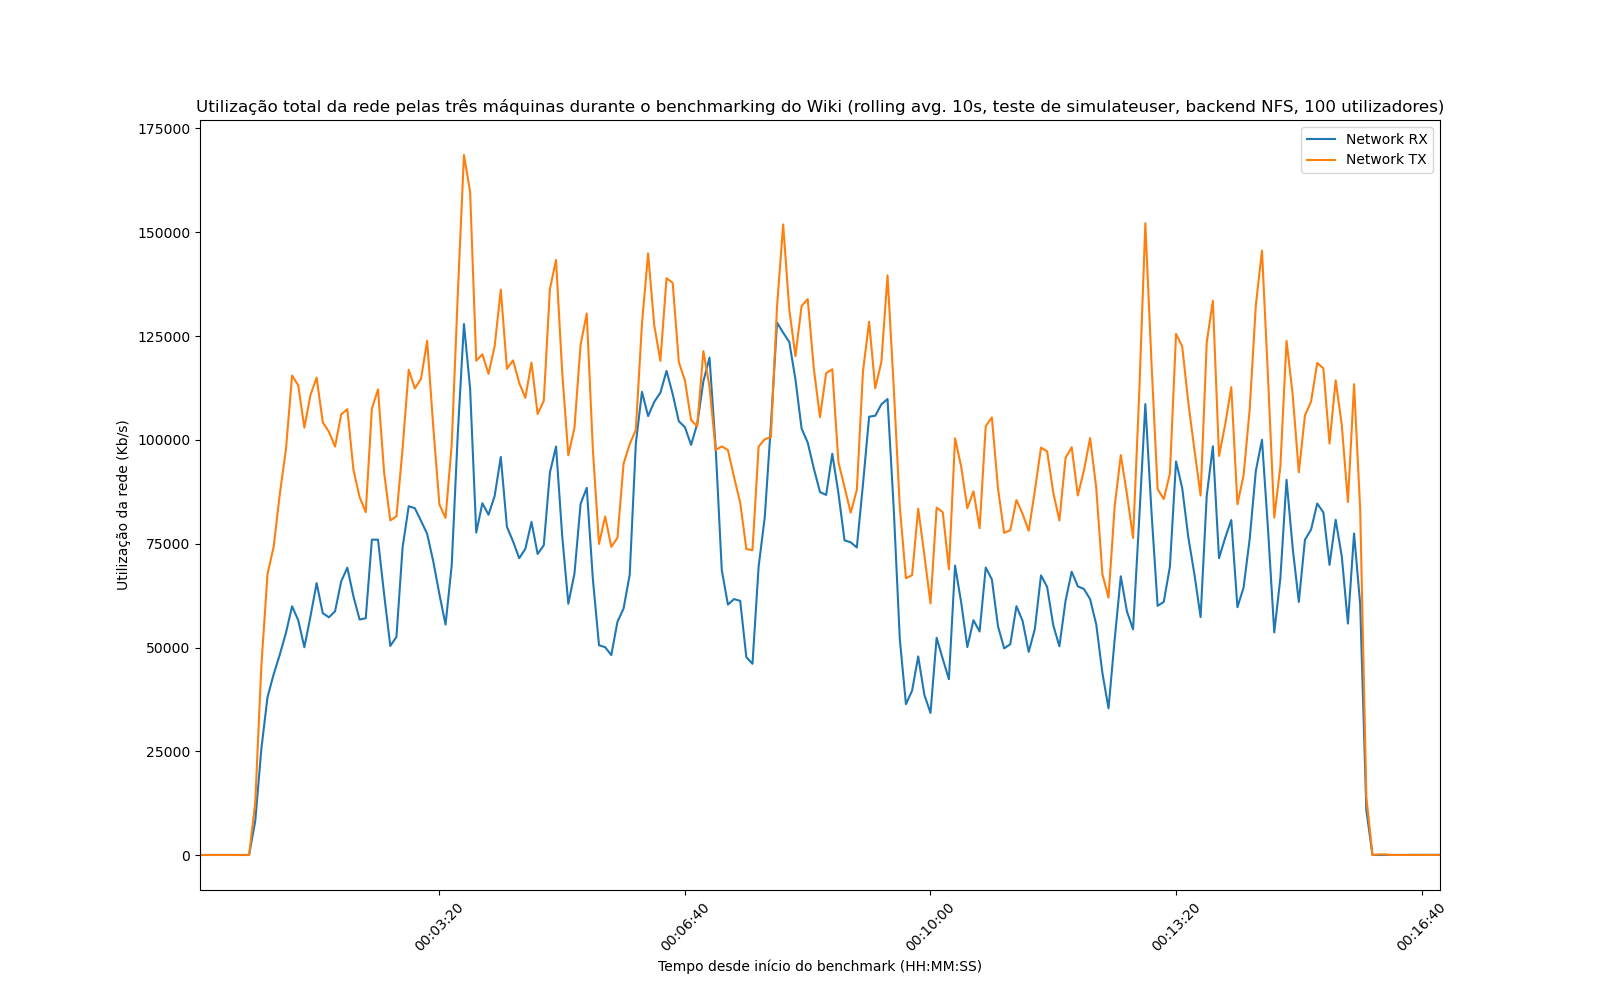 Utilização total da rede pelas três máquinas durante o benchmarking do Wiki (rolling avg. 10s, teste de simulateuser, backend NFS, 100 utilizadores)
Network RX
Network TX
175000
150000
125000
100000
75000
50000
25000
0
Utilização da rede (Kb/s)
00:03:20
00:06:40
00:10:00
00:13:20
00:16:40
Tempo desde início do benchmark (HH:MM:SS)